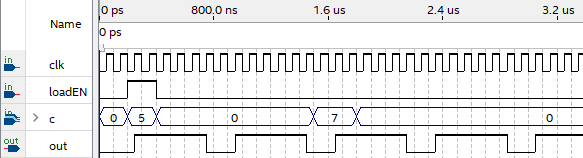 Name 0 ps 800.0 ns 1.6 us 2.4 us 3.2 us
0 ps
in clk
in loadEN
in > c 0 5 0 7 0
out out